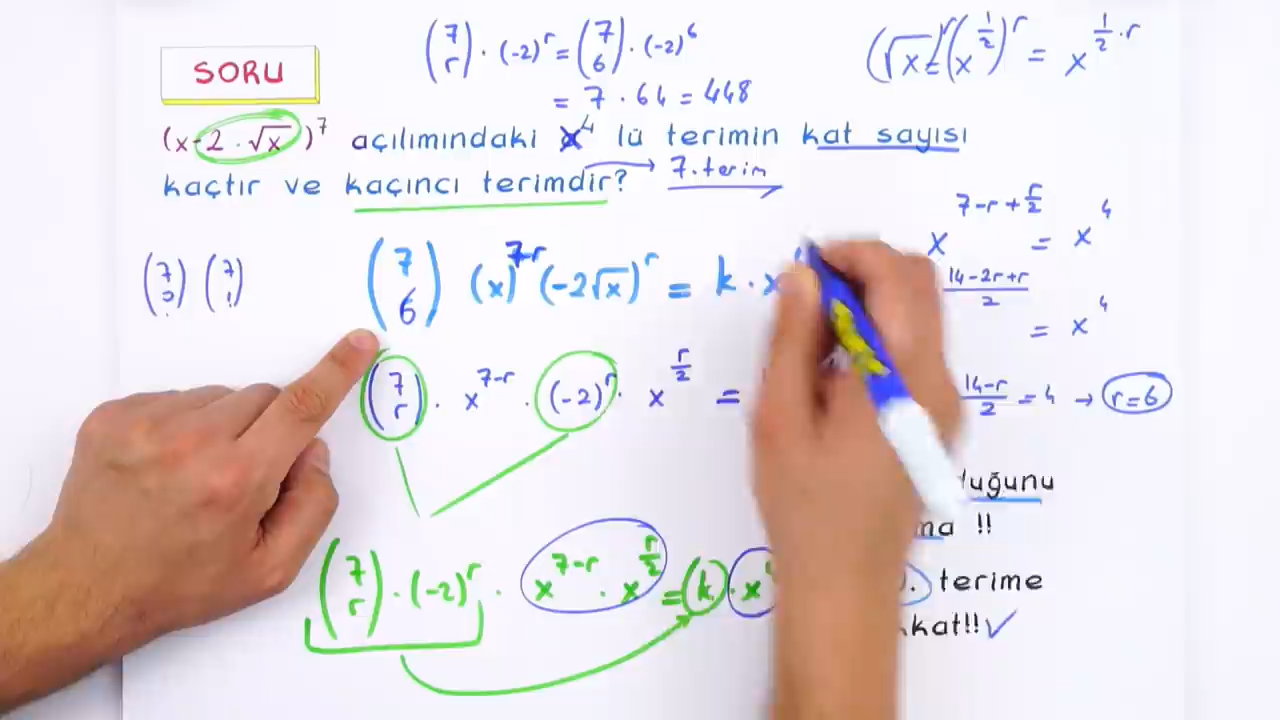 SORU
(7 r) · (-2)^r = (7 6) · (-2)^6
= 7 · 64 = 448
(√x)^r = (x^{1/2})^r = x^{1/2 · r}
(x-2·√x)^7 açılımındaki x^4 lü terimin kat sayısı
kaçtır ve kaçıncı terimdir? → 7. terim
(7 0) (7 1)
(7 6) (x)^{7-r} (-2√x)^r = k · x
x^{7-r+r/2} = x^4
14-2r+r/2 = x^4
(7 r) · x^{7-r} · (-2)^r · x^{r/2} =
14-r/2 = 4 → r=6
!!
(7 r) · (-2)^r · x^{7-r} · x^{r/2} = k · x
terime